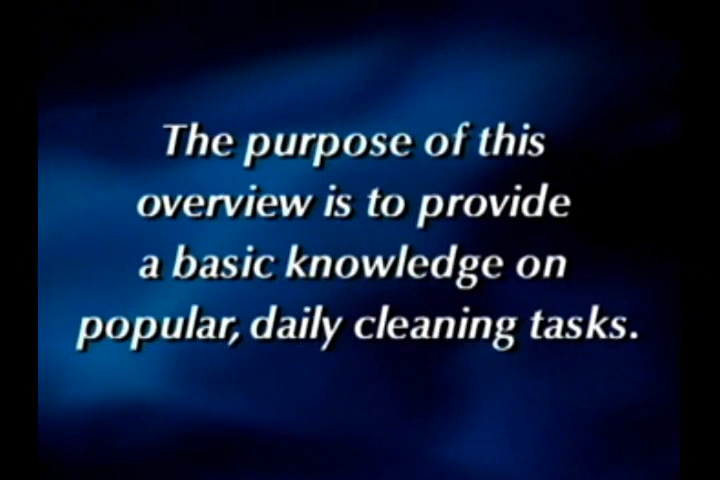 The purpose of this
overview is to provide
a basic knowledge on
popular, daily cleaning tasks.